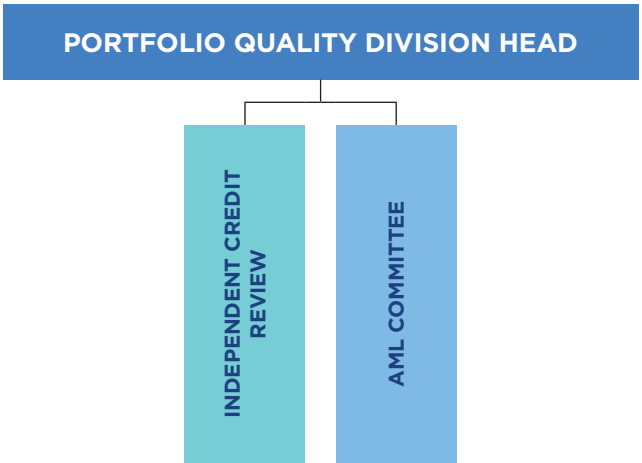 PORTFOLIO QUALITY DIVISION HEAD
INDEPENDENT CREDIT
REVIEW
AML COMMITTEE